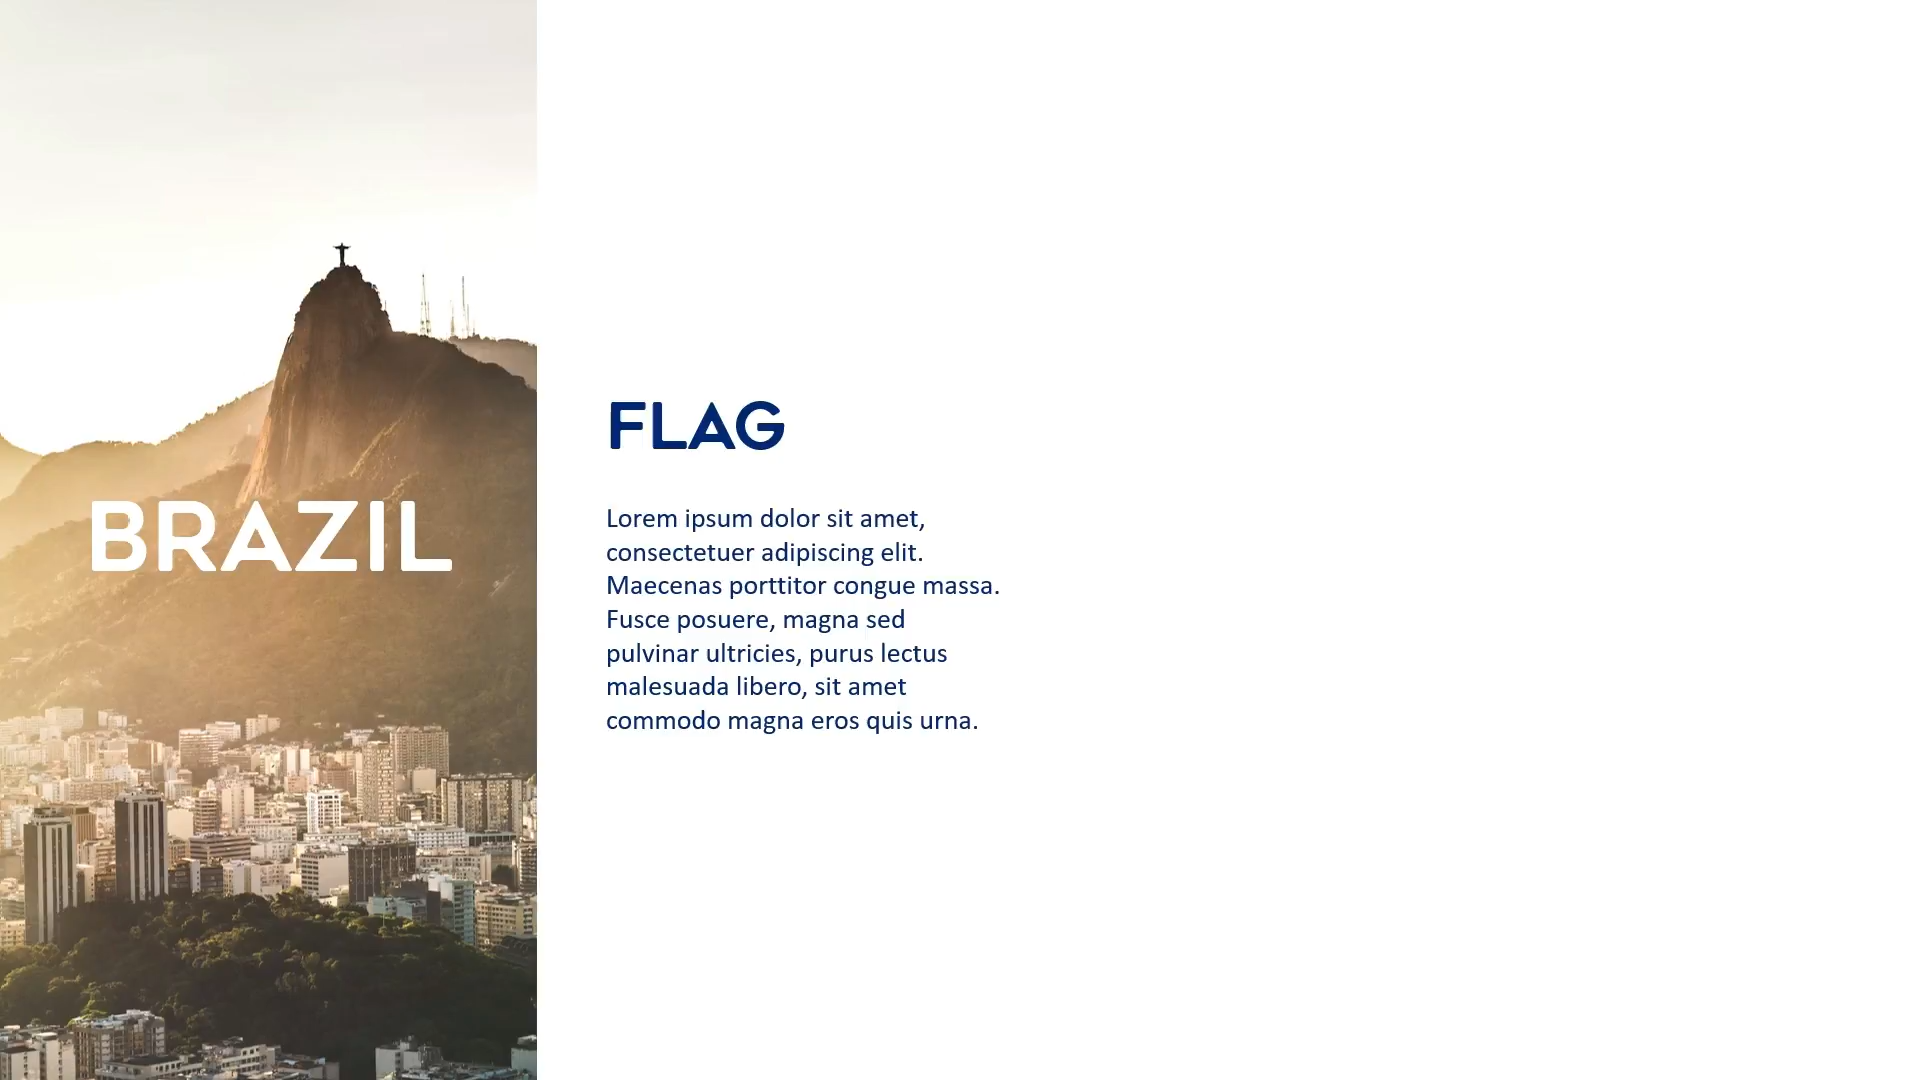 BRAZIL
FLAG
Lorem ipsum dolor sit amet,
consectetuer adipiscing elit.
Maecenas porttitor congue massa.
Fusce posuere, magna sed
pulvinar ultricies, purus lectus
malesuada libero, sit amet
commodo magna eros quis urna.